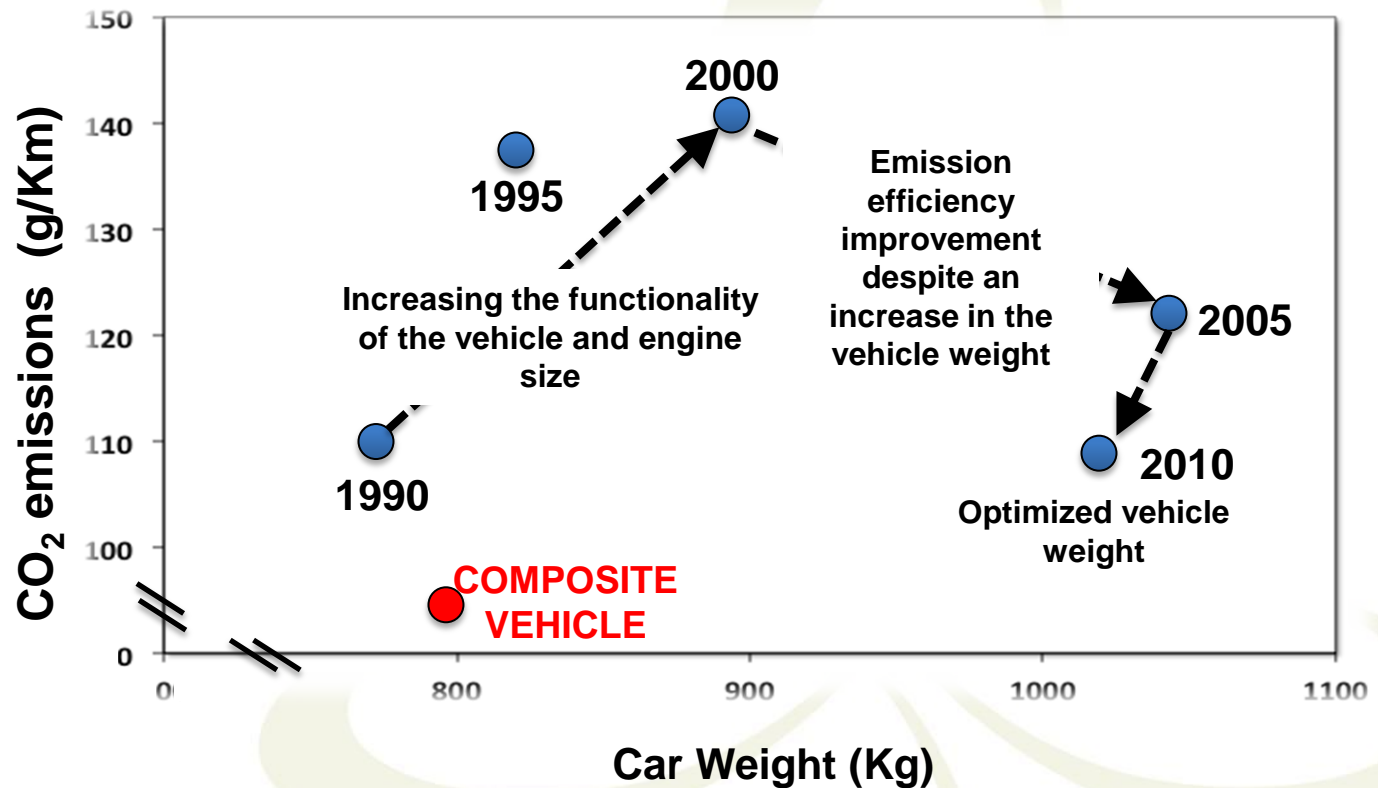 CO2 emissions (g/Km)
150
140
130
120
110
100
0
2000
1995
Emission
efficiency
improvement
despite an
increase in the
vehicle weight
Increasing the functionality
of the vehicle and engine
size
2005
1990
2010
Optimized vehicle
weight
COMPOSITE
VEHICLE
0
800
900
1000
1100
Car Weight (Kg)